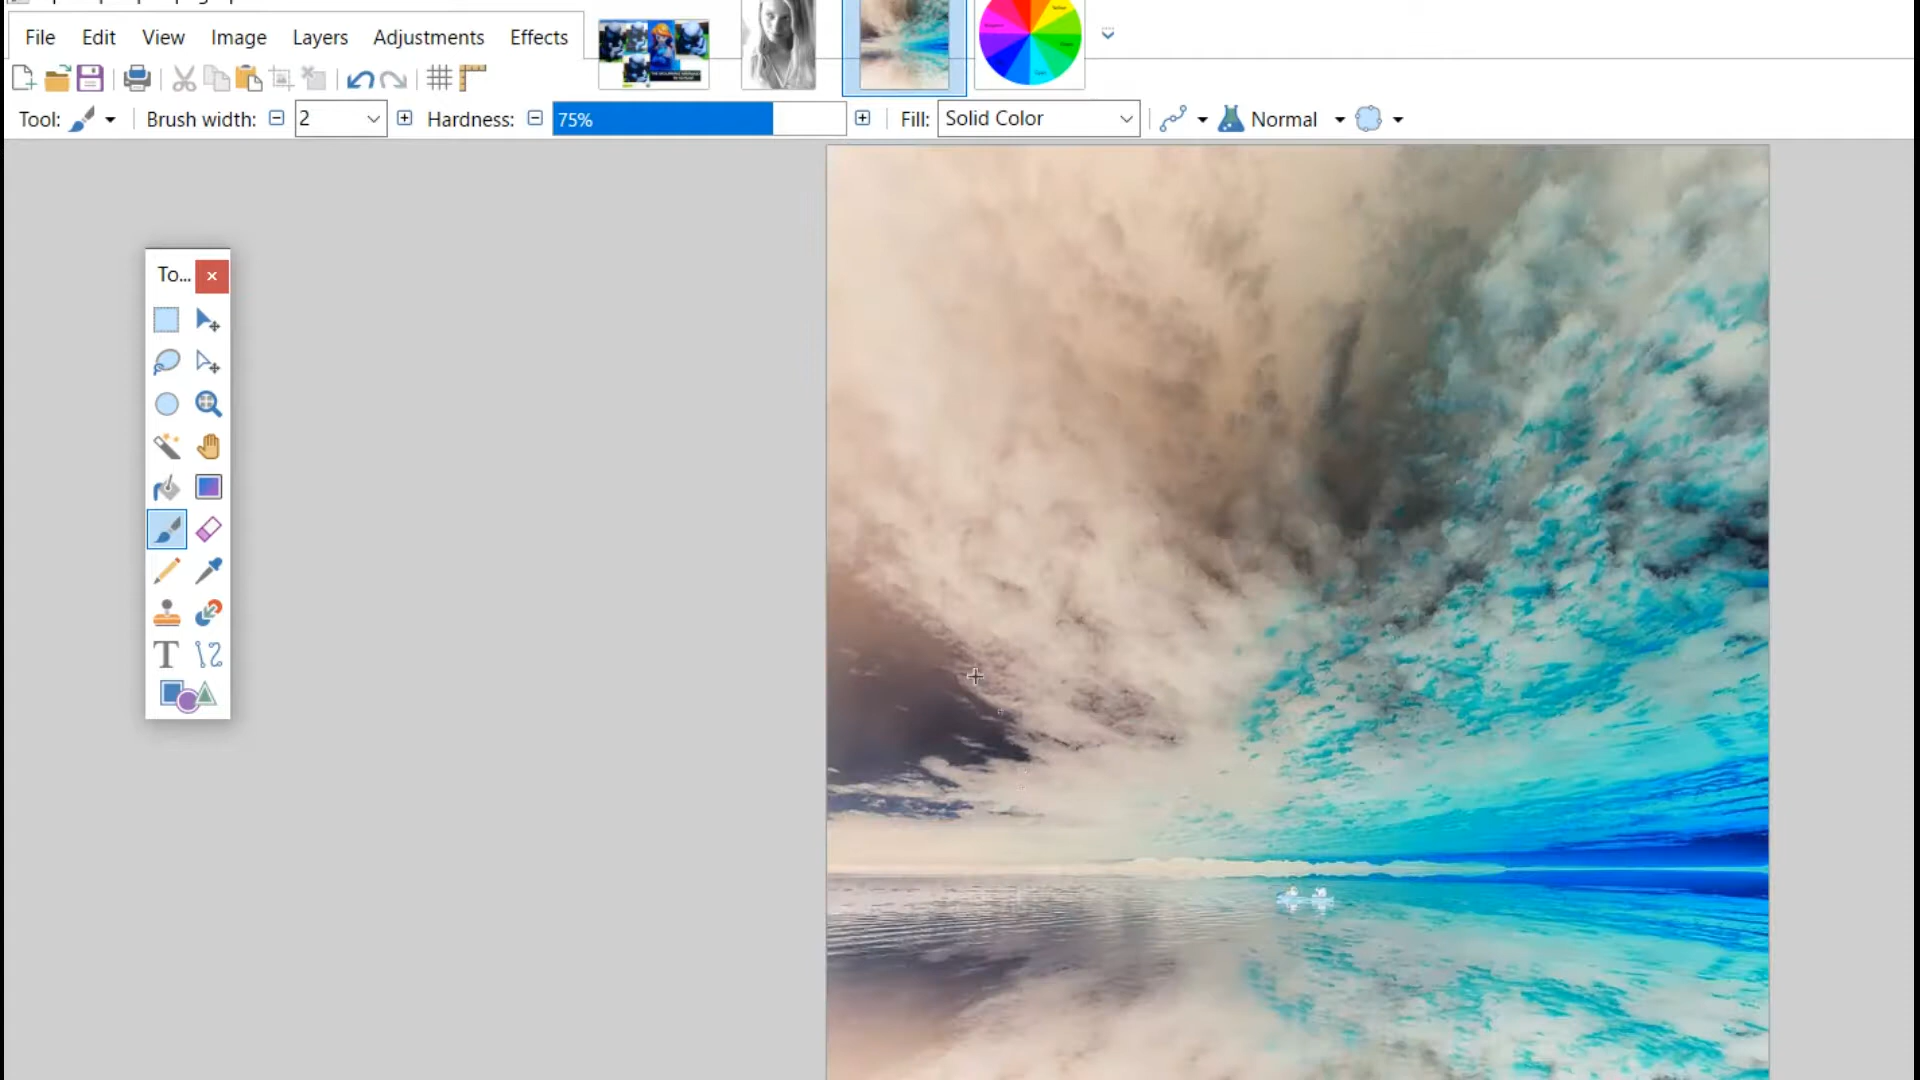 File Edit View Image Layers Adjustments Effects
Tool: Brush width: 2 Hardness: 75% Fill: Solid Color Normal
To...